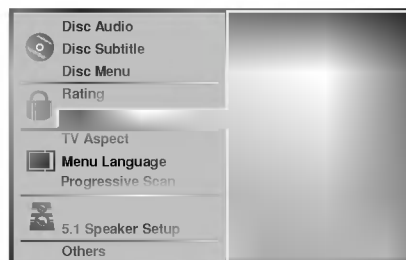 Disc Audio
Disc Subtitle
Disc Menu
Rating
TV Aspect
Menu Language
Progressive Scan
5.1 Speaker Setup
Others